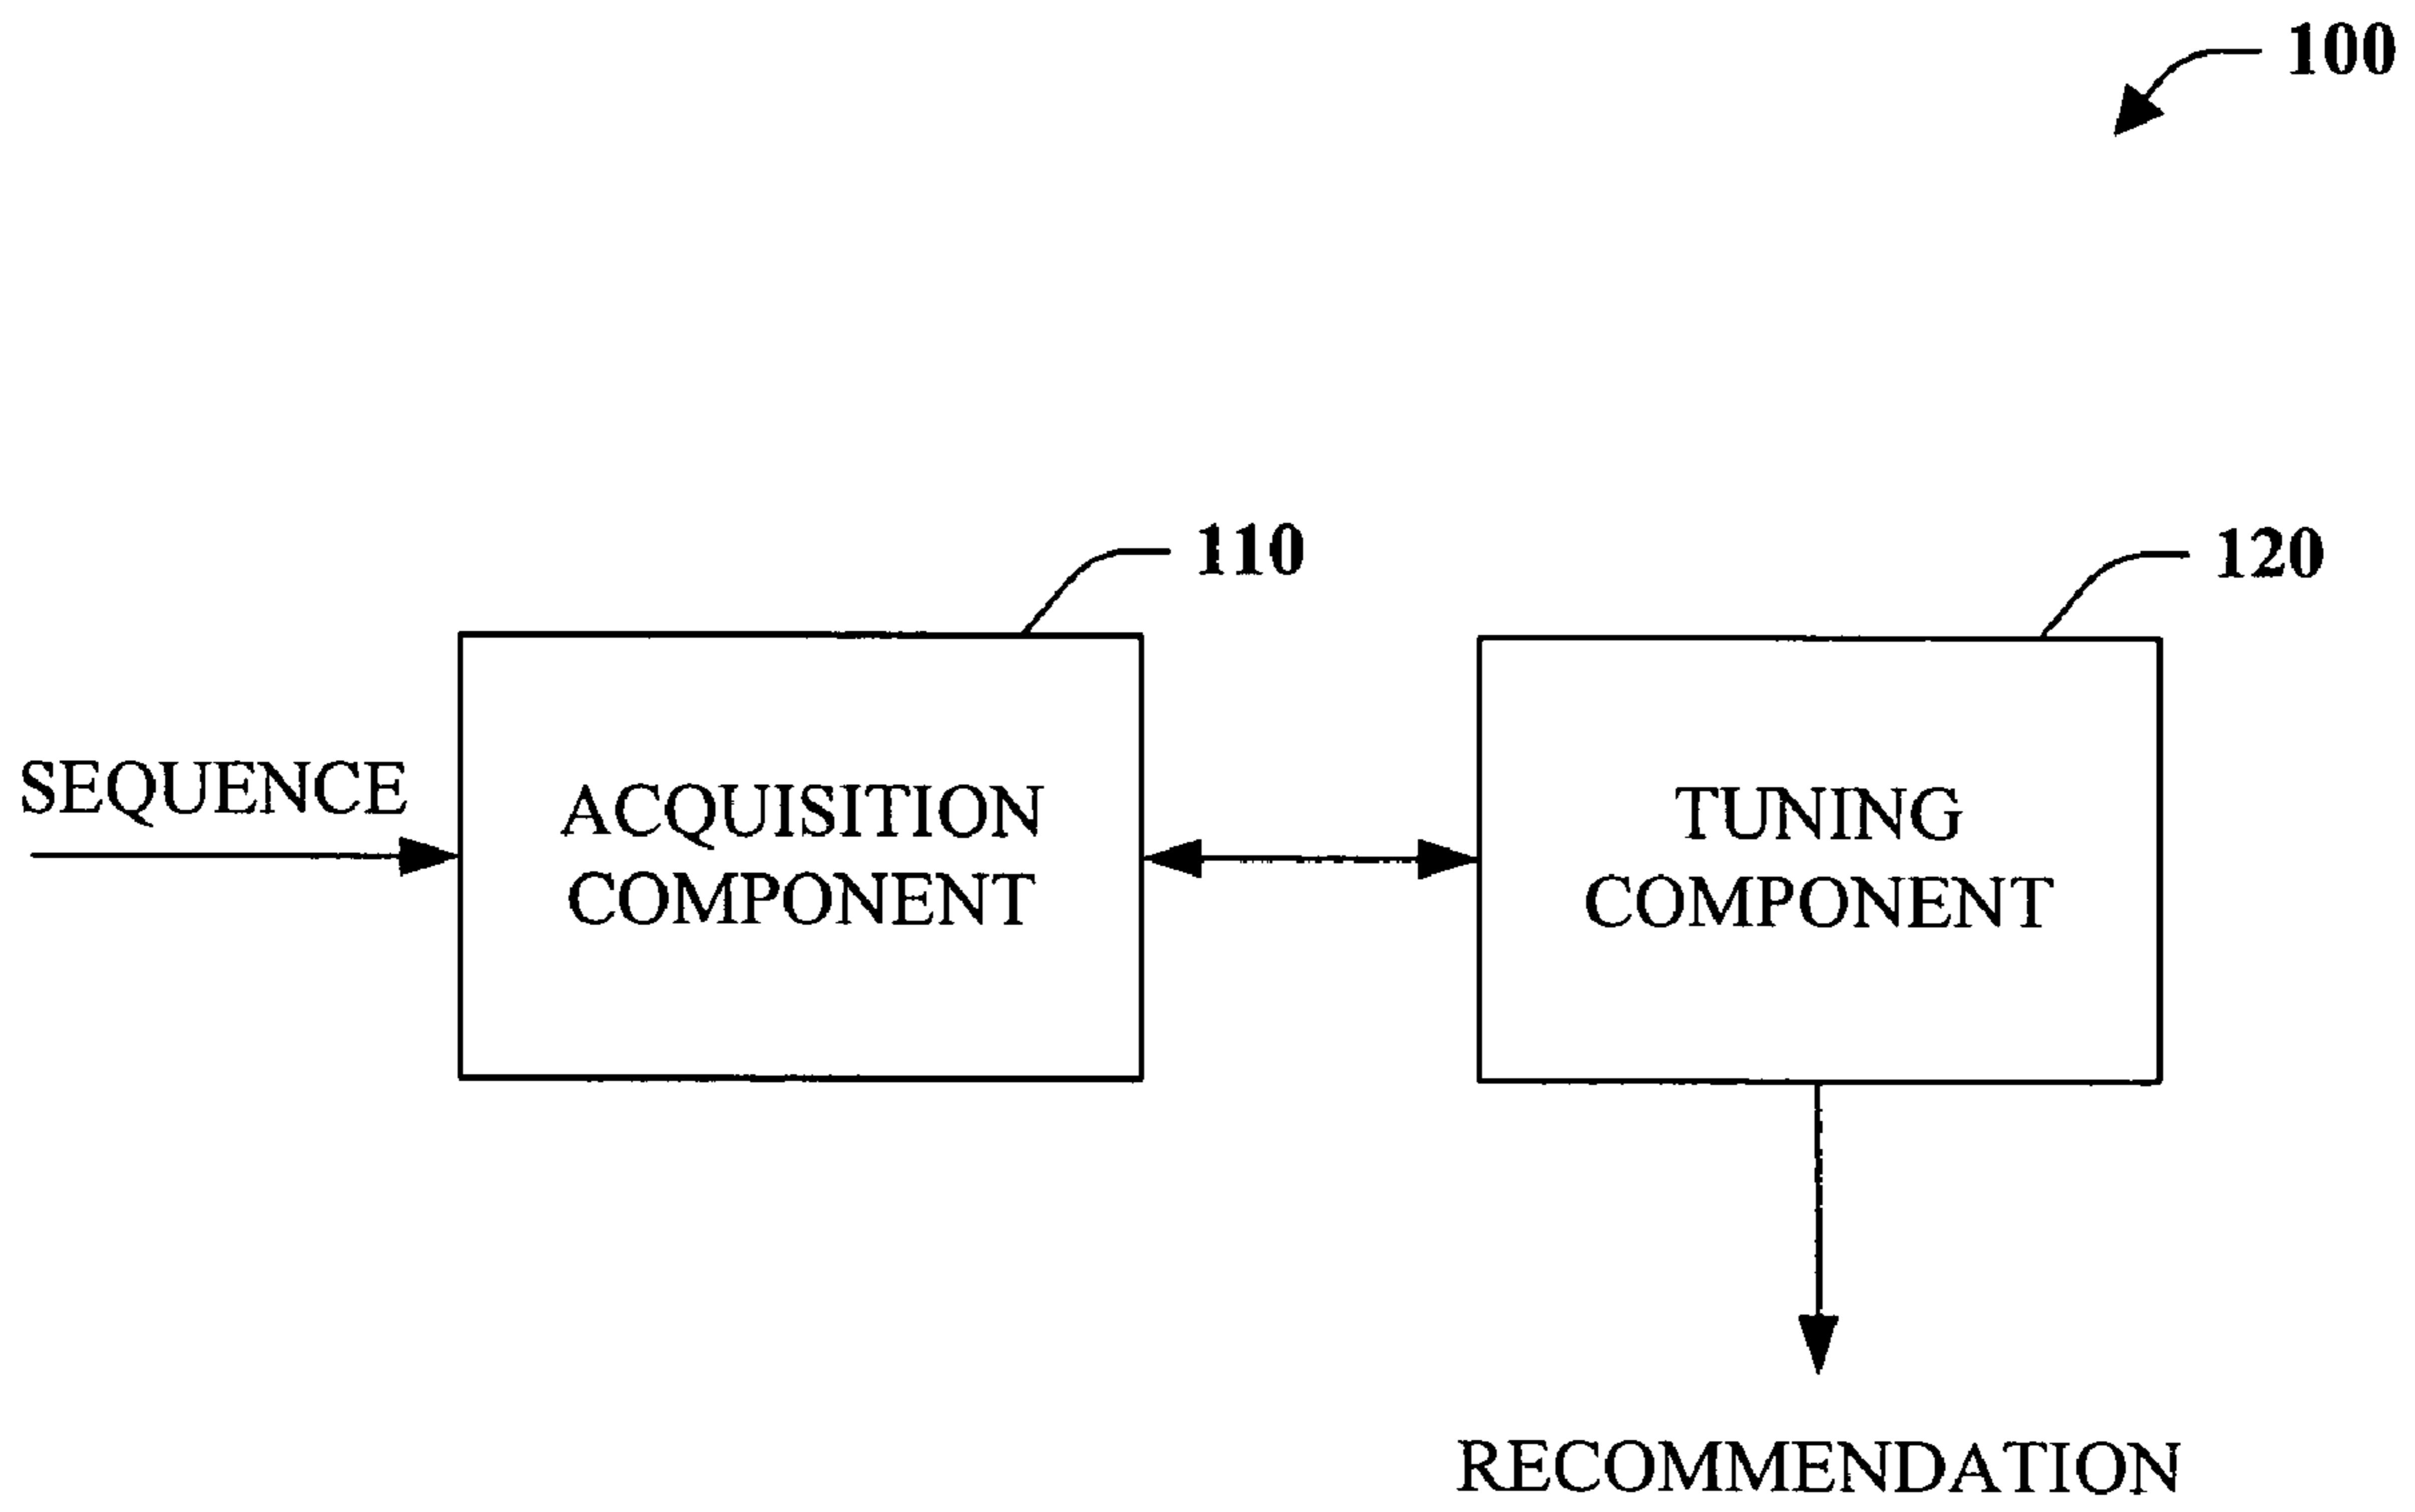 100
110
120
SEQUENCE
ACQUISITION
COMPONENT
TUNING
COMPONENT
RECOMMENDATION